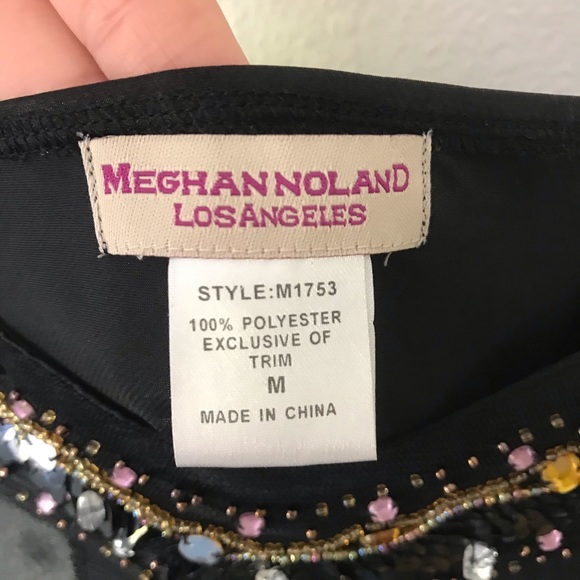 MEGHAN NOLAND
LOS ANGELES
STYLE:M1753
100% POLYESTER
EXCLUSIVE OF
TRIM
M
MADE IN CHINA